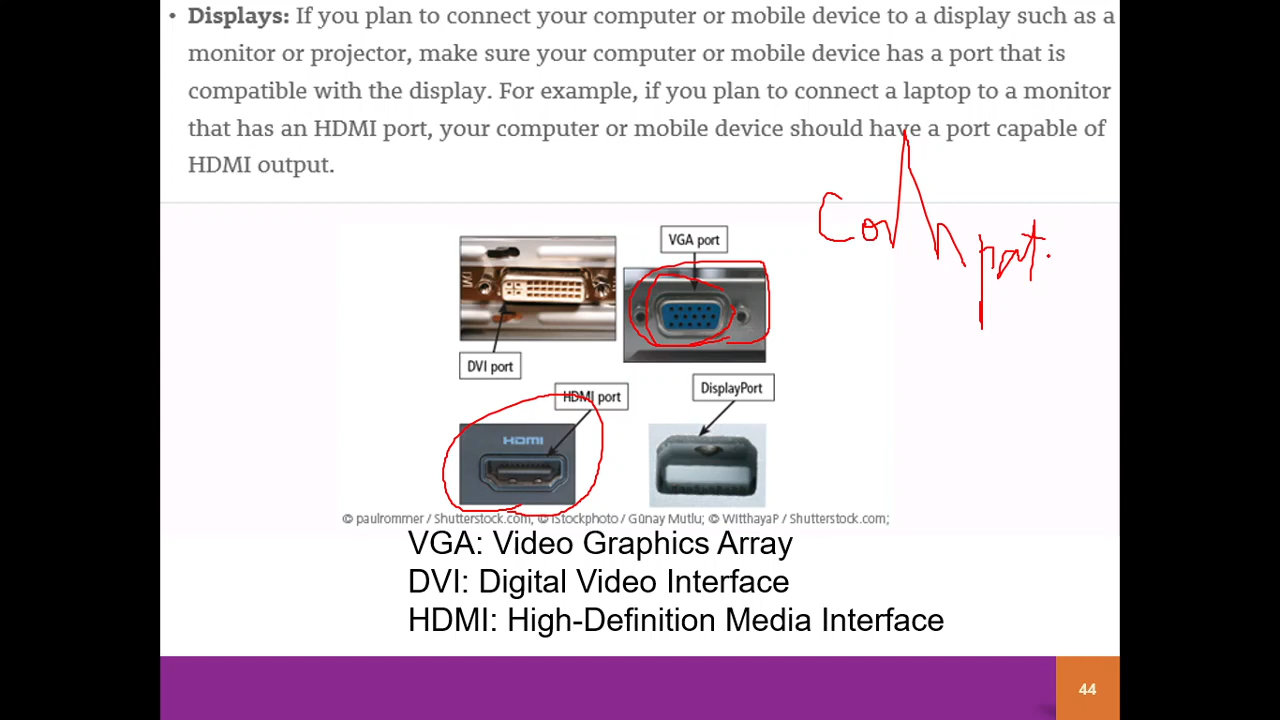 • Displays: If you plan to connect your computer or mobile device to a display such as a
monitor or projector, make sure your computer or mobile device has a port that is
compatible with the display. For example, if you plan to connect a laptop to a monitor
that has an HDMI port, your computer or mobile device should have a port capable of
HDMI output.
VGA port
DVI
DVI port
HDMI port
DisplayPort
HDMI
© paulrommer / Shutterstock.com; © iStockphoto / Günay Mutlu; © WitthayaP / Shutterstock.com;
VGA: Video Graphics Array
DVI: Digital Video Interface
HDMI: High-Definition Media Interface
44